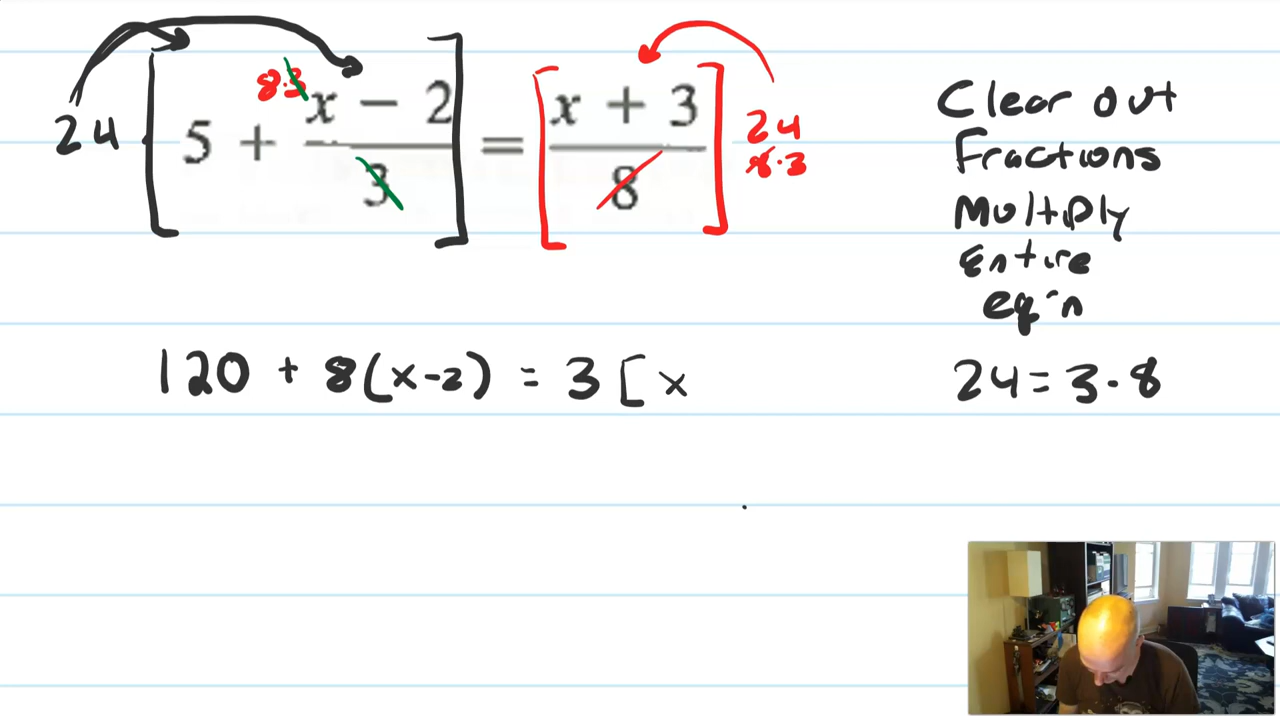 24 [ 5 + 8·3 x − 2 / 3 ] = [ x + 3 / 8 ] 24 8·3
Clear out
Fractions
Multiply
Entire
eq'n
120 + 8(x-2) = 3 [ x
24 = 3·8